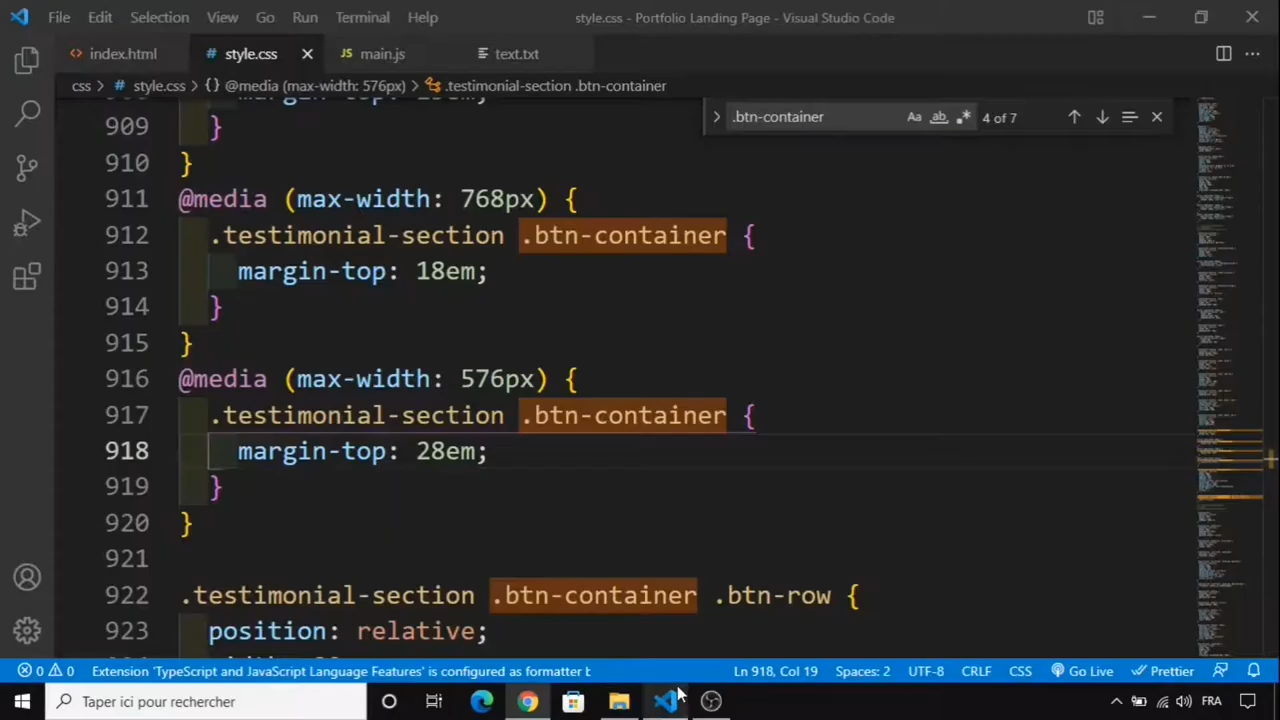 File Edit Selection View Go Run Terminal Help style.css - Portfolio Landing Page - Visual Studio Code
<> index.html # style.css × JS main.js text.txt ...
css > # style.css > {} @media (max-width: 576px) > .testimonial-section .btn-container
> .btn-container Aa ab .* 4 of 7
909 }
910 }
911 @media (max-width: 768px) {
912 .testimonial-section .btn-container {
913 margin-top: 18em;
914 }
915 }
916 @media (max-width: 576px) {
917 .testimonial-section .btn-container {
918 margin-top: 28em;
919 }
920 }
921
922 .testimonial-section .btn-container .btn-row {
923 position: relative;
0 0 Extension 'TypeScript and JavaScript Language Features' is configured as formatter b Ln 918, Col 19 Spaces: 2 UTF-8 CRLF CSS Go Live Prettier
Taper ici pour rechercher FRA